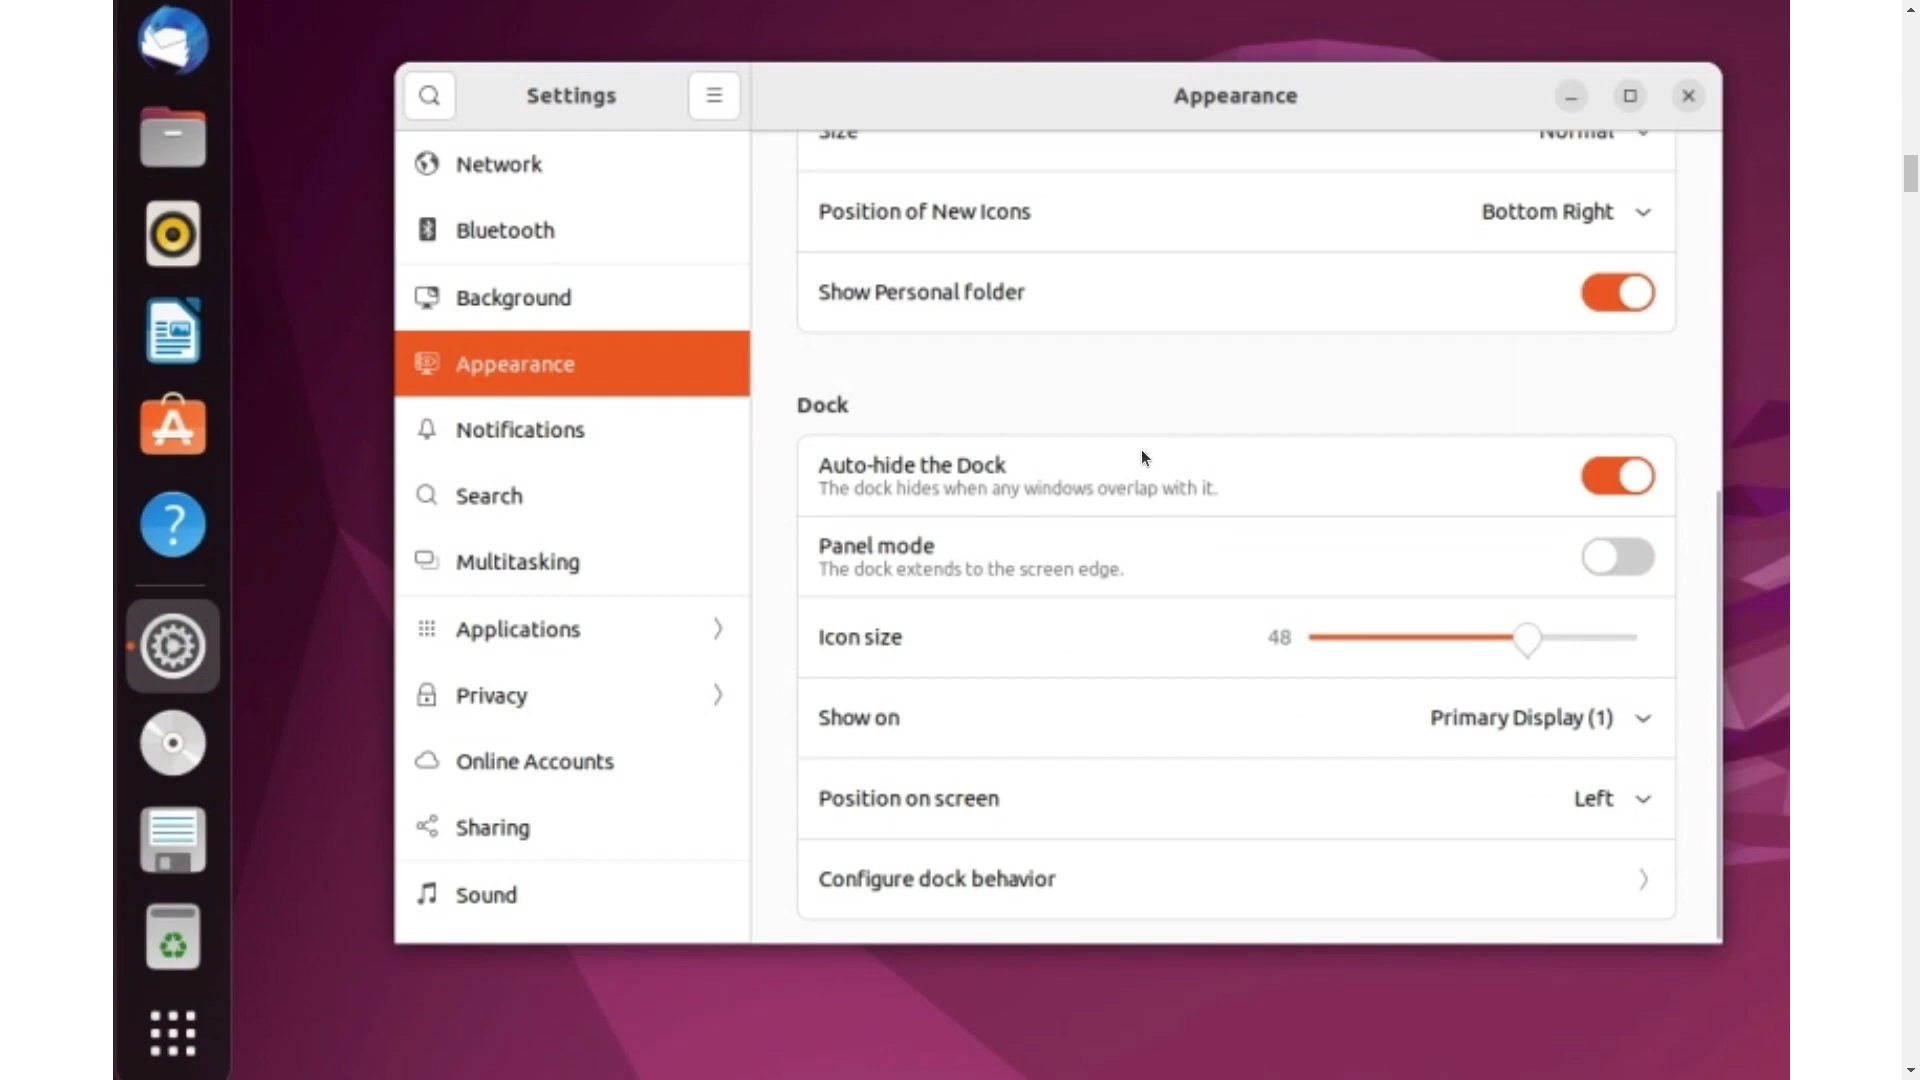 Settings
Appearance
Network
Bluetooth
Background
Appearance
Notifications
Search
Multitasking
Applications
Privacy
Online Accounts
Sharing
Sound
Size Normal
Position of New Icons Bottom Right
Show Personal folder
Dock
Auto-hide the Dock
The dock hides when any windows overlap with it.
Panel mode
The dock extends to the screen edge.
Icon size 48
Show on Primary Display (1)
Position on screen Left
Configure dock behavior